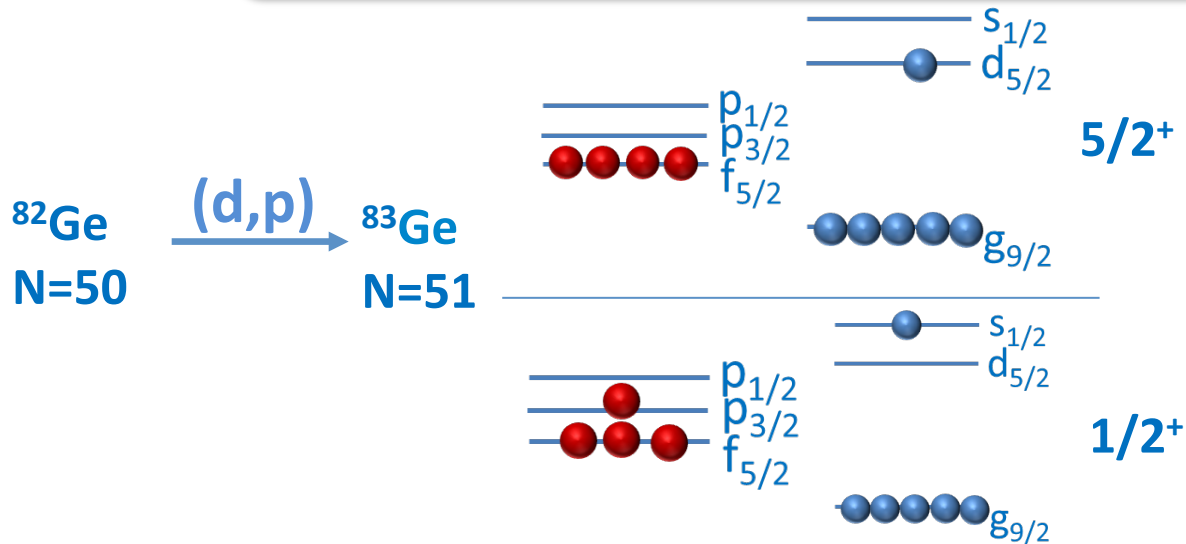 s1/2
d5/2
p1/2
p3/2
f5/2
5/2⁺
g9/2
⁸²Ge
N=50
(d,p)
⁸³Ge
N=51
s1/2
d5/2
p1/2
p3/2
f5/2
1/2⁺
g9/2